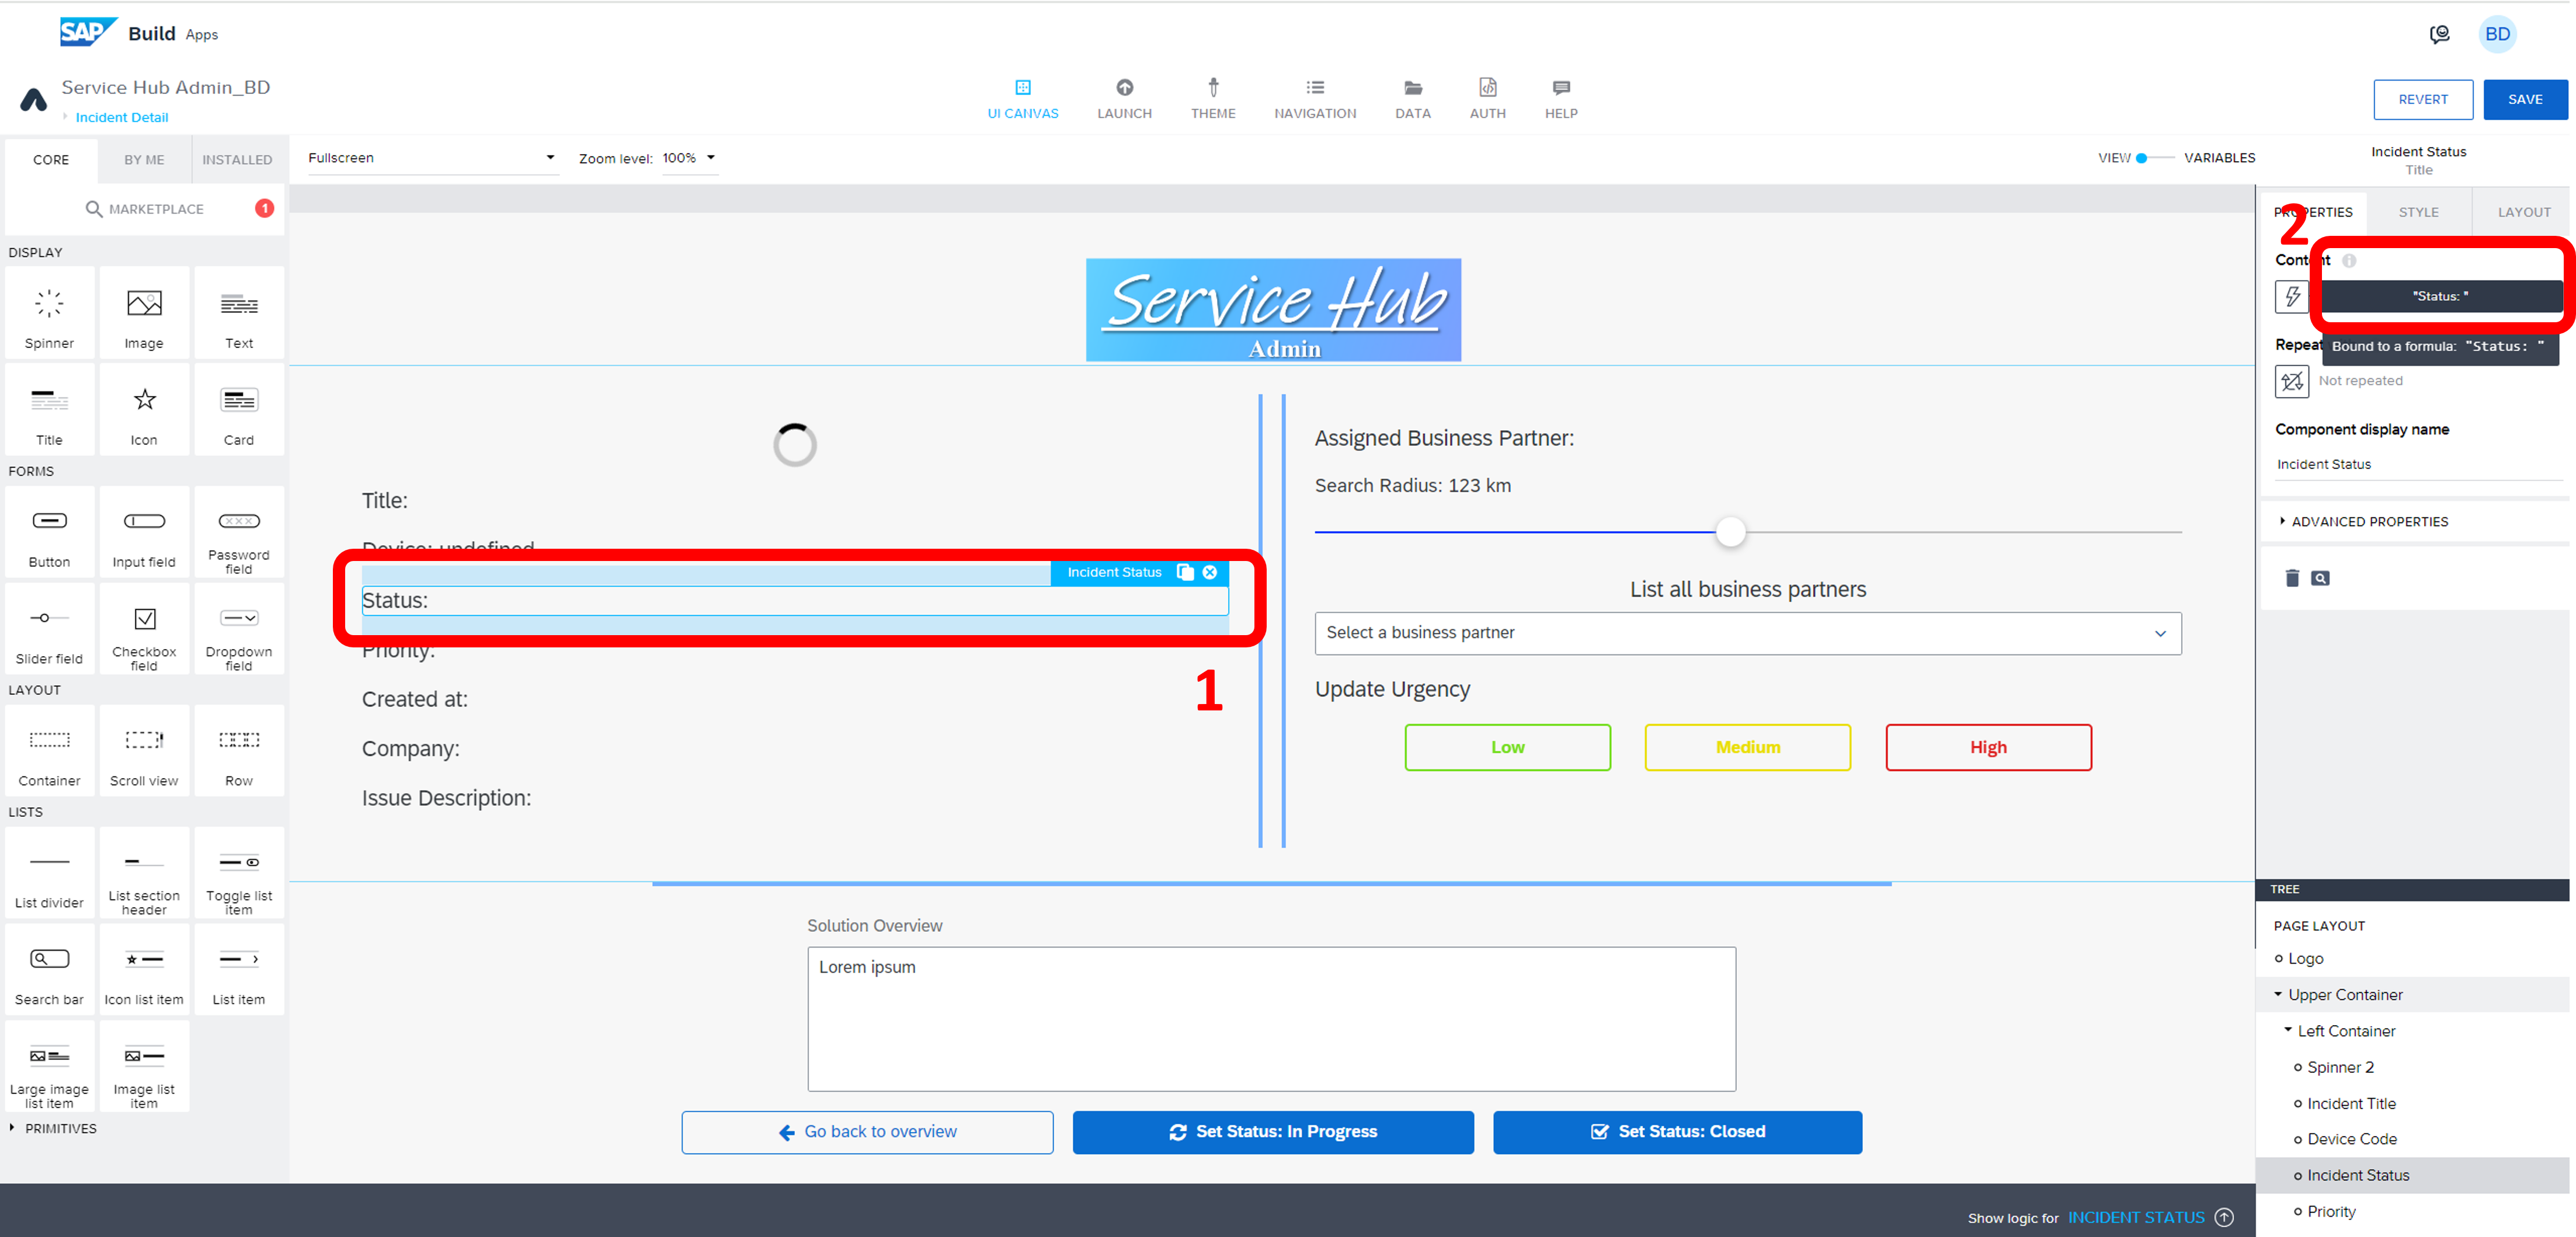 SAP Build Apps
BD
Service Hub Admin_BD
Incident Detail
UI CANVAS
LAUNCH
THEME
NAVIGATION
DATA
AUTH
HELP
REVERT
SAVE
CORE
BY ME
INSTALLED
Fullscreen
Zoom level: 100%
VIEW
VARIABLES
Incident Status
Title
MARKETPLACE
1
DISPLAY
Spinner
Image
Text
Title
Icon
Card
FORMS
Button
Input field
Password
field
Slider field
Checkbox
field
Dropdown
field
LAYOUT
Container
Scroll view
Row
LISTS
List divider
List section
header
Toggle list
item
Search bar
Icon list item
List item
Large image
list item
Image list
item
PRIMITIVES
Service Hub
Admin
Title:
Device: undefined
Incident Status
Status:
Priority:
1
Created at:
Company:
Issue Description:
Assigned Business Partner:
Search Radius: 123 km
List all business partners
Select a business partner
Update Urgency
Low
Medium
High
Solution Overview
Lorem ipsum
Go back to overview
Set Status: In Progress
Set Status: Closed
Show logic for INCIDENT STATUS
PROPERTIES
STYLE
LAYOUT
2
Content
"Status: "
Repeat
Bound to a formula: "Status: "
Not repeated
Component display name
Incident Status
ADVANCED PROPERTIES
TREE
PAGE LAYOUT
Logo
Upper Container
Left Container
Spinner 2
Incident Title
Device Code
Incident Status
Priority